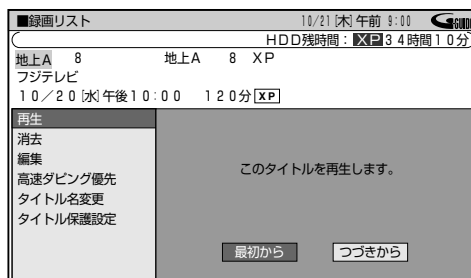 ■録画リスト 10/21[木]午前 9:00 G-GUIDE
HDD残時間：XP34時間10分
地上A 8 地上A 8 XP
フジテレビ
10／20[水]午後10:00 120分XP
再生
消去
編集
高速ダビング優先
タイトル名変更
タイトル保護設定
このタイトルを再生します。
最初から つづきから